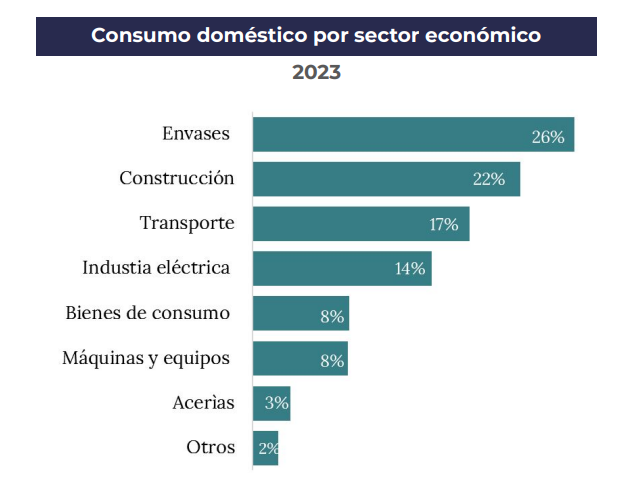 Consumo doméstico por sector económico
2023
Envases 26%
Construcción 22%
Transporte 17%
Industia eléctrica 14%
Bienes de consumo 8%
Máquinas y equipos 8%
Acerìas 3%
Otros 2%